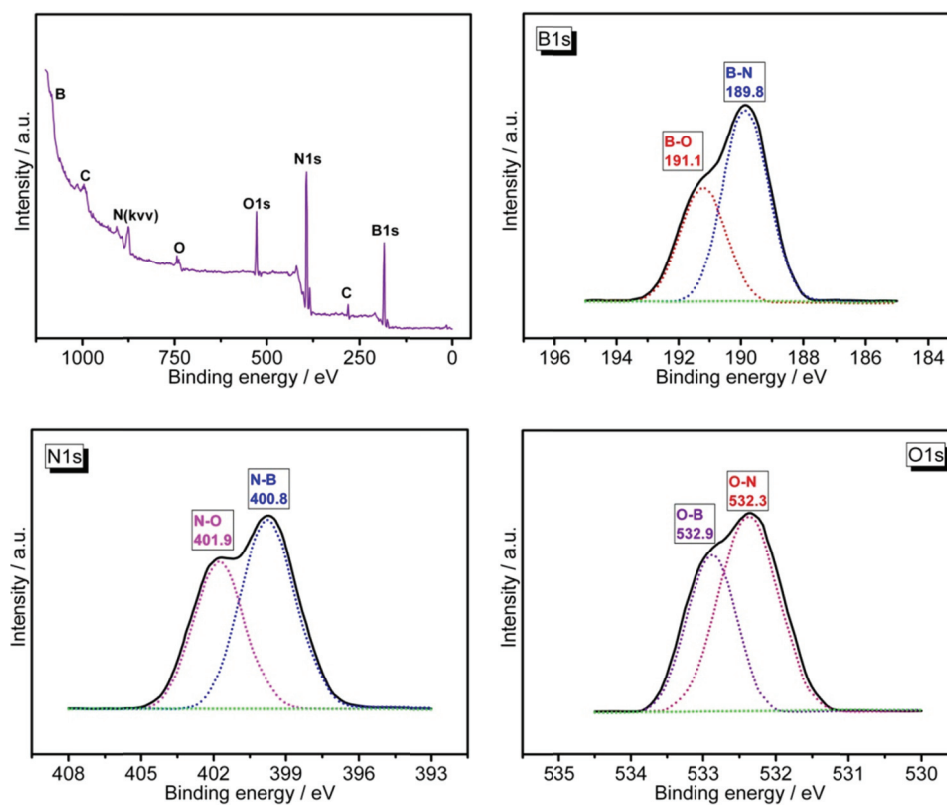 Intensity / a.u.
B
C
N(kvv)
O
O1s
N1s
C
B1s
1000 750 500 250 0
Binding energy / eV
B1s
Intensity / a.u.
B-O
191.1
B-N
189.8
196 194 192 190 188 186 184
Binding energy / eV
N1s
Intensity / a.u.
N-O
401.9
N-B
400.8
408 405 402 399 396 393
Binding energy / eV
O1s
Intensity / a.u.
O-B
532.9
O-N
532.3
535 534 533 532 531 530
Binding energy / eV